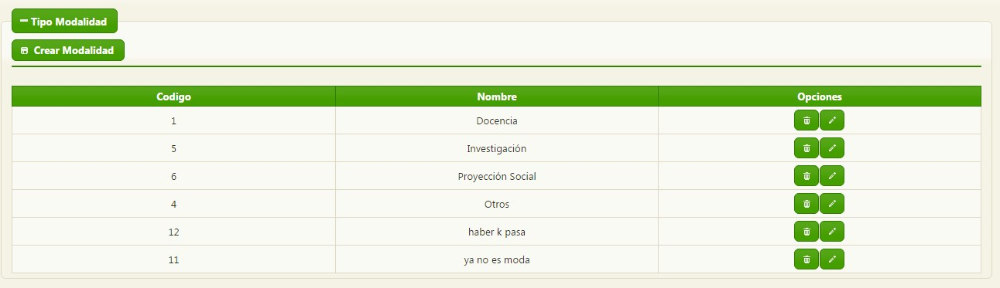 Tipo Modalidad
Crear Modalidad
Codigo Nombre Opciones
1 Docencia
5 Investigación
6 Proyección Social
4 Otros
12 haber k pasa
11 ya no es moda